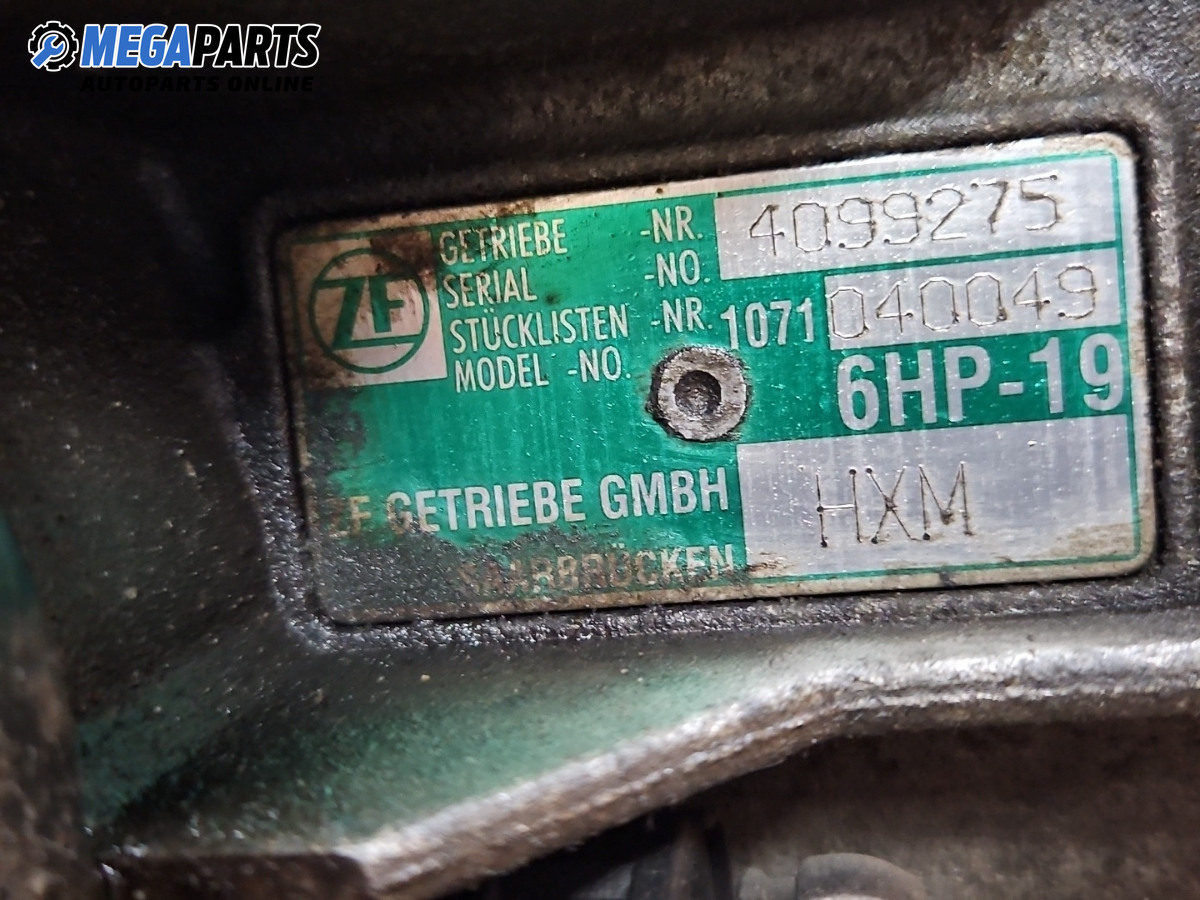 MEGAPARTS
AUTOPARTS ONLINE
ZF
GETRIEBE -NR. 4099275
SERIAL -NO.
STÜCKLISTEN -NR. 1071 040049
MODEL -NO. 6HP-19
ZF GETRIEBE GMBH HXM
SAARBRÜCKEN